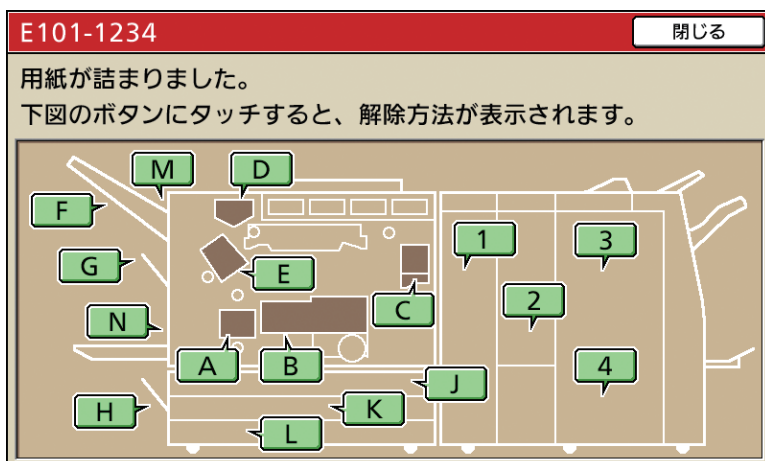 E101-1234
閉じる
用紙が詰まりました。
下図のボタンにタッチすると、解除方法が表示されます。
M
D
F
1
3
G
E
C
2
N
A
B
4
J
H
K
L